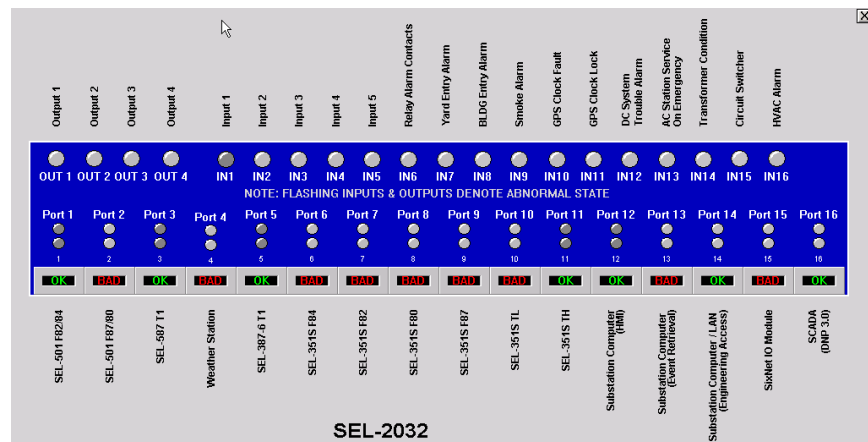 X
Output 1
Output 2
Output 3
Output 4
Input 1
Input 2
Input 3
Input 4
Input 5
Relay Alarm Contacts
Yard Entry Alarm
BLDG Entry Alarm
Smoke Alarm
GPS Clock Fault
GPS Clock Lock
DC System
Trouble Alarm
AC Station Service
On Emergency
Transformer Condition
Circuit Switcher
HVAC Alarm
OUT 1 OUT 2 OUT 3 OUT 4 IN1 IN2 IN3 IN4 IN5 IN6 IN7 IN8 IN9 IN10 IN11 IN12 IN13 IN14 IN15 IN16
NOTE: FLASHING INPUTS & OUTPUTS DENOTE ABNORMAL STATE
Port 1 Port 2 Port 3 Port 4 Port 5 Port 6 Port 7 Port 8 Port 9 Port 10 Port 11 Port 12 Port 13 Port 14 Port 15 Port 16
1 2 3 4 5 6 7 8 9 10 11 12 13 14 15 16
OK BAD OK BAD OK BAD BAD BAD BAD BAD OK OK BAD OK BAD OK
SEL-501 F82/84
SEL-501 F87/80
SEL-587 T1
Weather Station
SEL-387-6 T1
SEL-351S F84
SEL-351S F82
SEL-351S F80
SEL-351S F87
SEL-351S TL
SEL-351S TH
Substation Computer
(HMI)
Substation Computer
(Event Retrieval)
Substation Computer / LAN
(Engineering Access)
SixNet IO Module
SCADA
(DNP 3.0)
SEL-2032